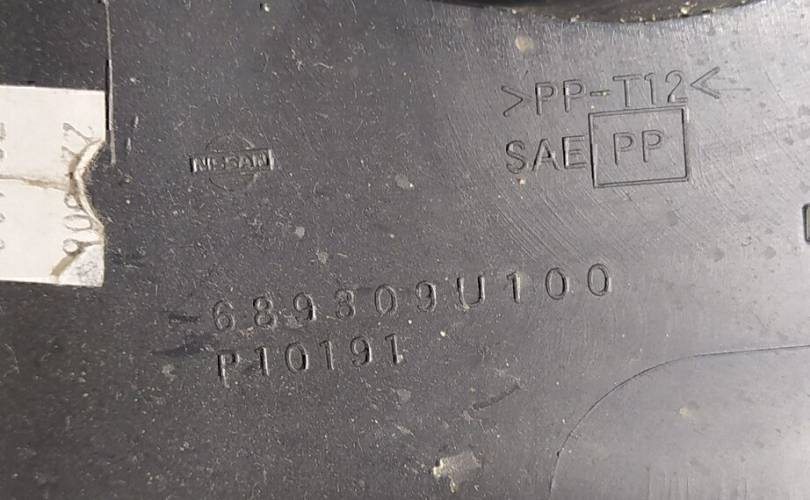 >PP-T12<
NISSAN
SAE PP
689309U100
P10191